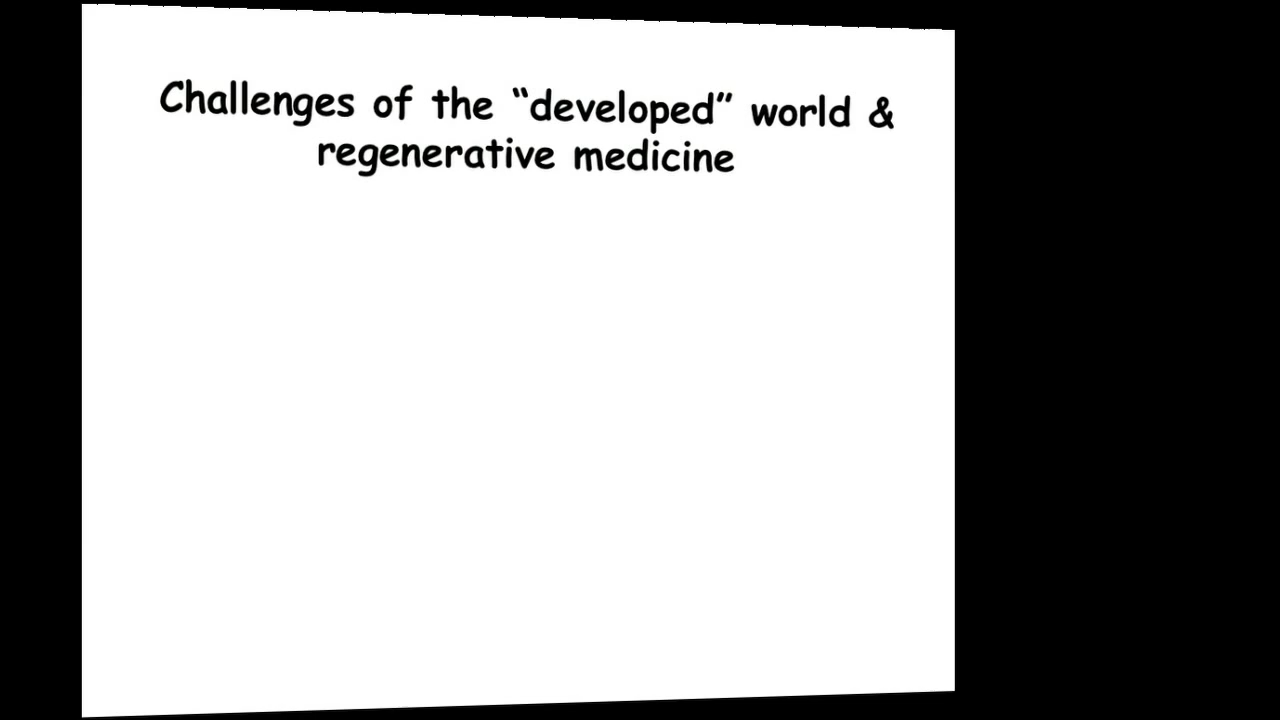 Challenges of the “developed” world &
regenerative medicine